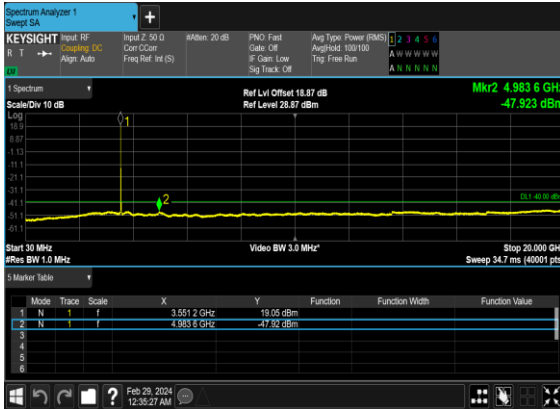 Spectrum Analyzer 1
Swept SA
+
KEYSIGHT Input: RF Input Z: 50 Ω #Atten: 20 dB PNO: Fast Avg Type: Power (RMS) 1 2 3 4 5 6
R T Coupling: DC Corr CCorr Gate: Off Avg|Hold: 100/100 A W W W W W
Align: Auto Freq Ref: Int (S) IF Gain: Low Trig: Free Run
Sig Track: Off A N N N N N
1 Spectrum Ref Lvl Offset 18.87 dB Mkr2 4.983 6 GHz
Scale/Div 10 dB Ref Level 28.87 dBm -47.923 dBm
Log
18.9
8.87
-1.13
-11.1
-21.1
-31.1
-41.1
-51.1
-61.1
1
2
DL1 -40.00 dBm
Start 30 MHz Video BW 3.0 MHz* Stop 20.000 GHz
#Res BW 1.0 MHz Sweep 34.7 ms (40001 pts)
5 Marker Table
Mode Trace Scale X Y Function Function Width Function Value
1 N 1 f 3.551 2 GHz 19.05 dBm
2 N 1 f 4.983 6 GHz -47.92 dBm
3
4
5
6
? Feb 29, 2024
12:35:27 AM